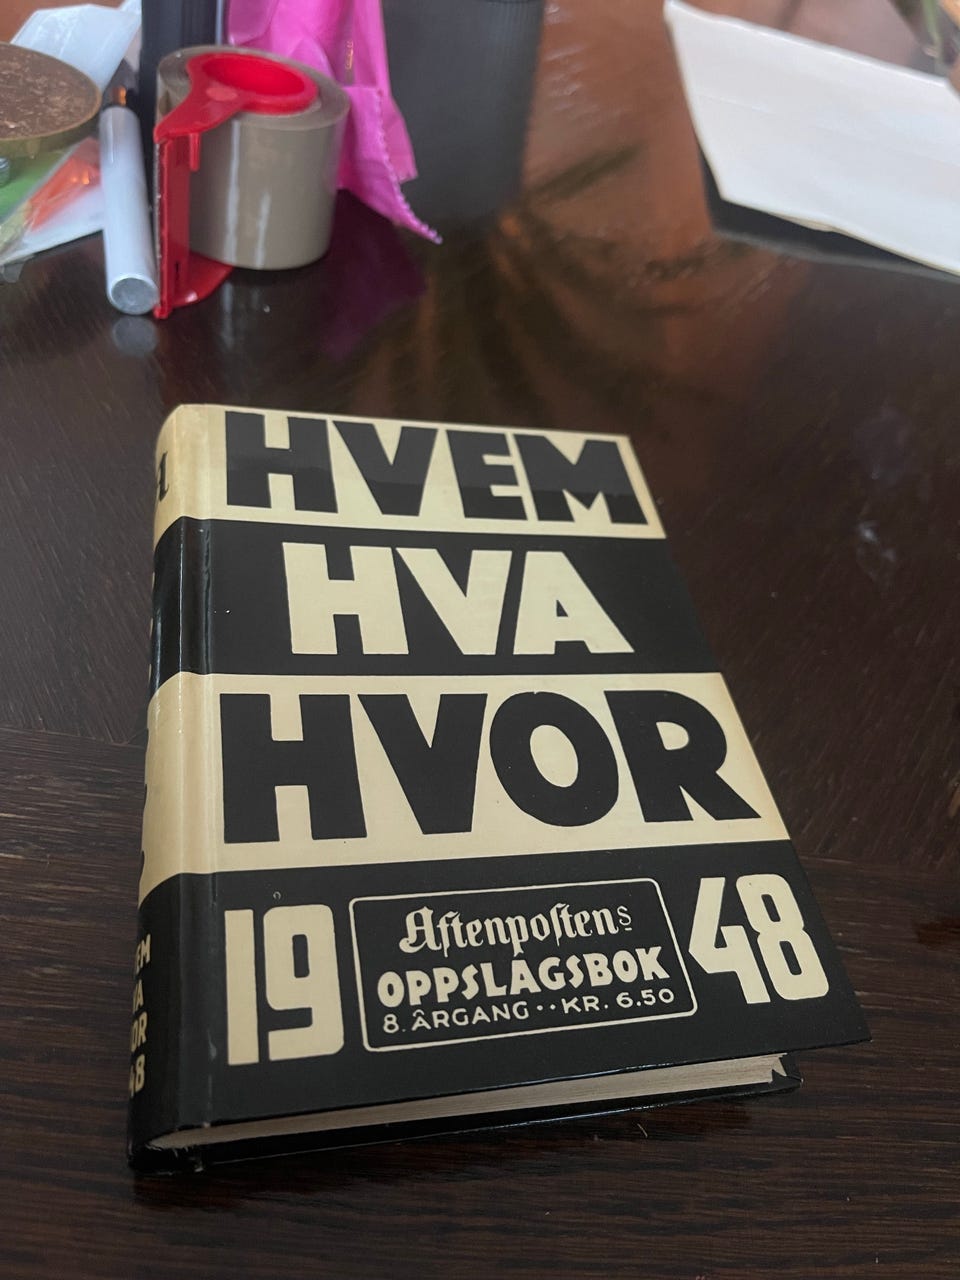 HVEM
HVA
HVOR
19 48
Aftenpostens
OPPSLAGSBOK
8. ÅRGANG·· KR. 6.50